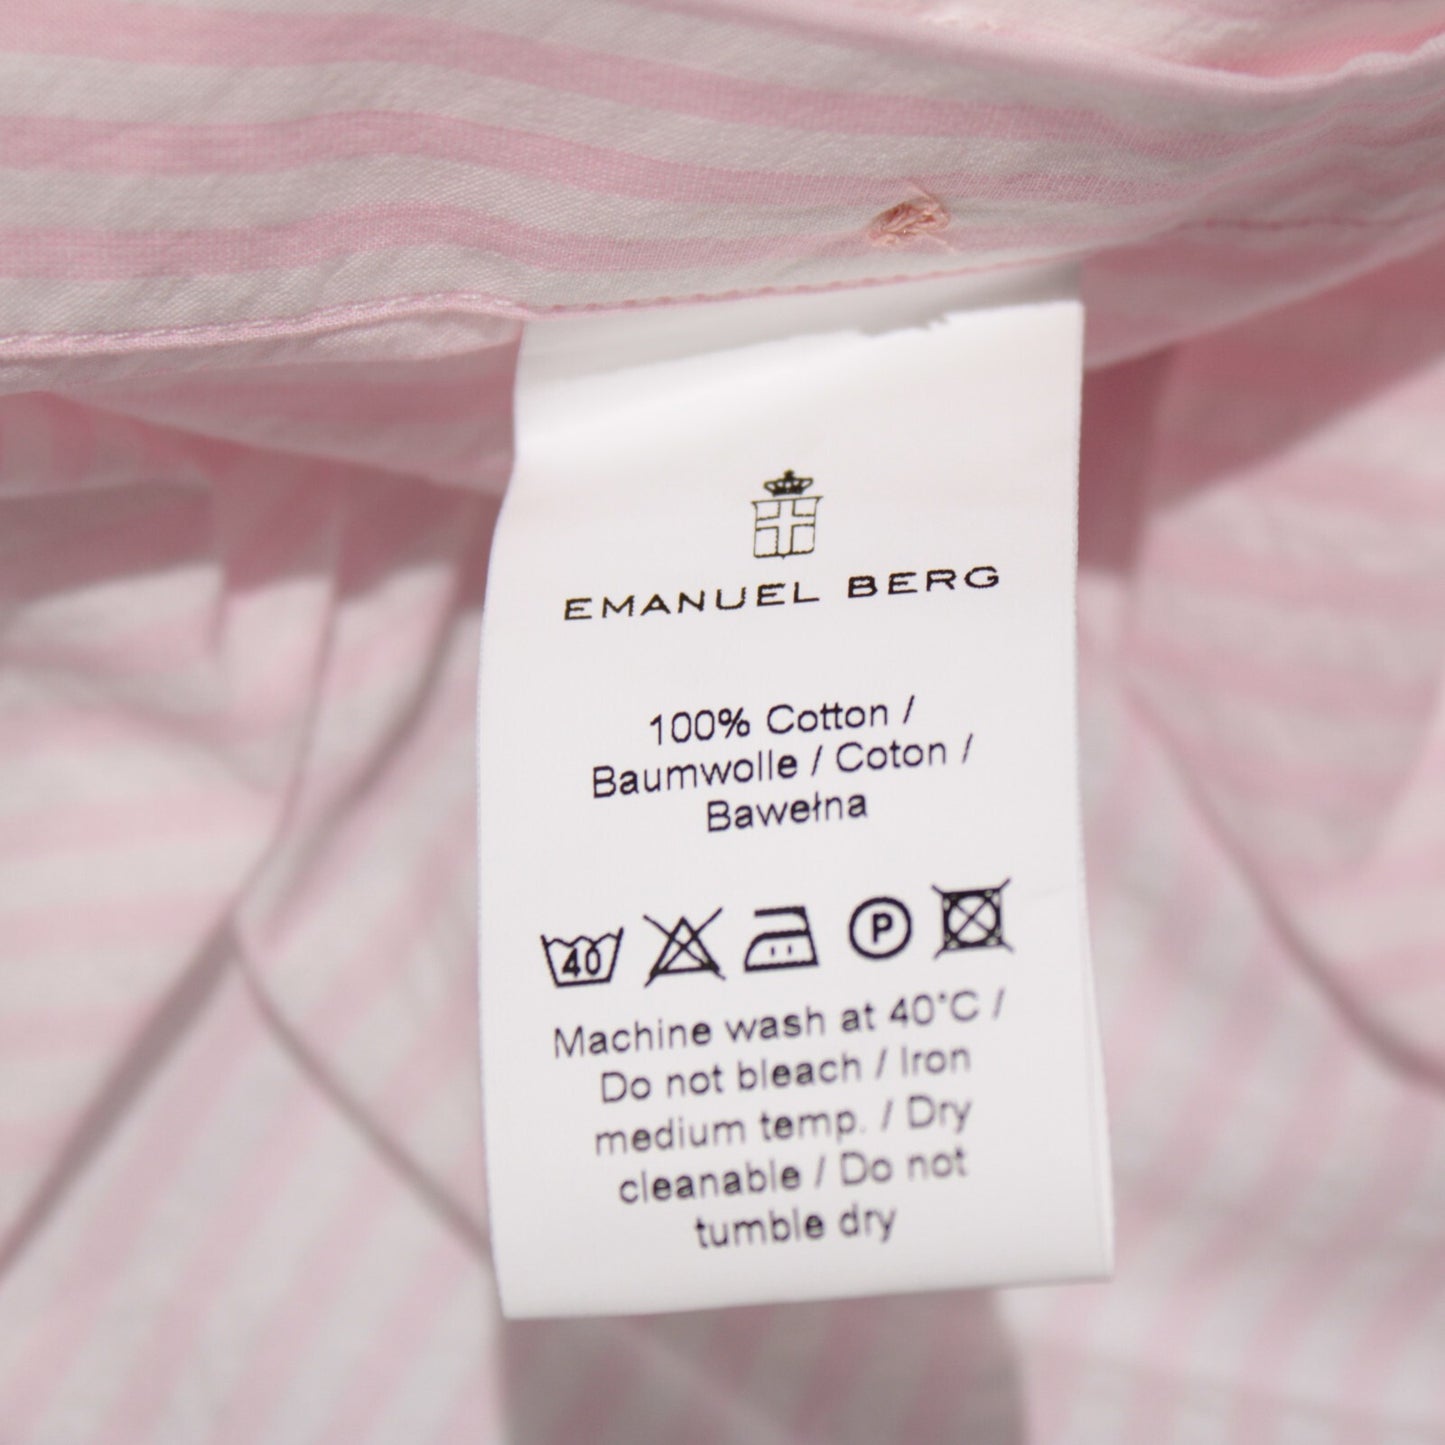 EMANUEL BERG
100% Cotton /
Baumwolle / Coton /
Bawełna
40 P
Machine wash at 40°C /
Do not bleach / Iron
medium temp. / Dry
cleanable / Do not
tumble dry